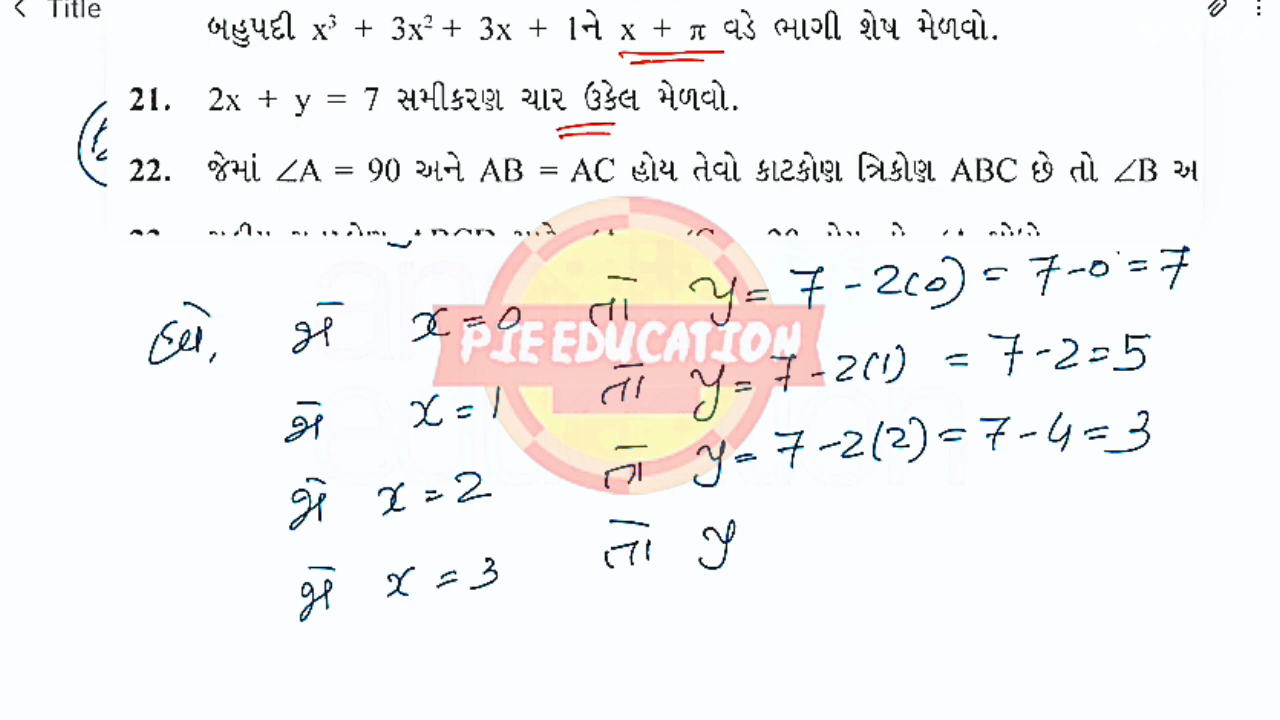 Title
બહુપદી x³ + 3x² + 3x + 1ને x + π વડે ભાગી શેષ મેળવો.
21. 2x + y = 7 સમીકરણ ચાર ઉકેલ મેળવો.
22. જેમાં ∠A = 90 અને AB = AC હોય તેવો કાટકોણ ત્રિકોણ ABC છે તો ∠B અ
જો x = 0 તો y = 7 - 2(0) = 7 - 0 = 7
PIE EDUCATION
જો x = 1 તો y = 7 - 2(1) = 7 - 2 = 5
જો x = 2 તો y = 7 - 2(2) = 7 - 4 = 3
જો x = 3 તો y